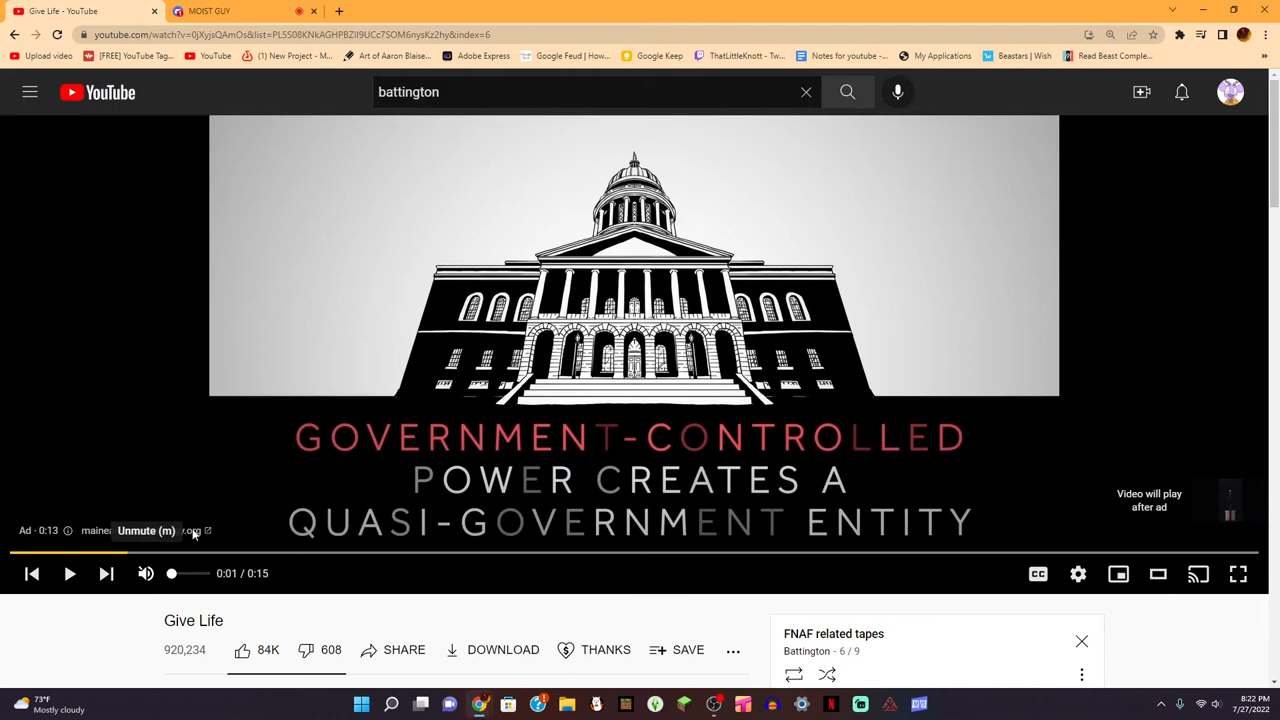 Give Life - YouTube
MOIST GUY
youtube.com/watch?v=0jXyjsQAmOs&list=PL5S08KNkAGHPBZII9UCc7SOM6nysKz2hy&index=6
Upload video
[FREE] YouTube Tag...
YouTube
(1) New Project - M...
Art of Aaron Blaise...
Adobe Express
Google Feud | How...
Google Keep
ThatLittleKnott - Tw...
Notes for youtube -...
My Applications
Beastars | Wish
Read Beast Comple...
YouTube
battington
GOVERNMENT-CONTROLLED
POWER CREATES A
QUASI-GOVERNMENT ENTITY
Video will play
after ad
Ad · 0:13
Unmute (m)
0:01 / 0:15
CC
Give Life
920,234
84K
608
SHARE
DOWNLOAD
THANKS
SAVE
FNAF related tapes
Battington - 6 / 9
73°F
Mostly cloudy
8:22 PM
7/27/2022